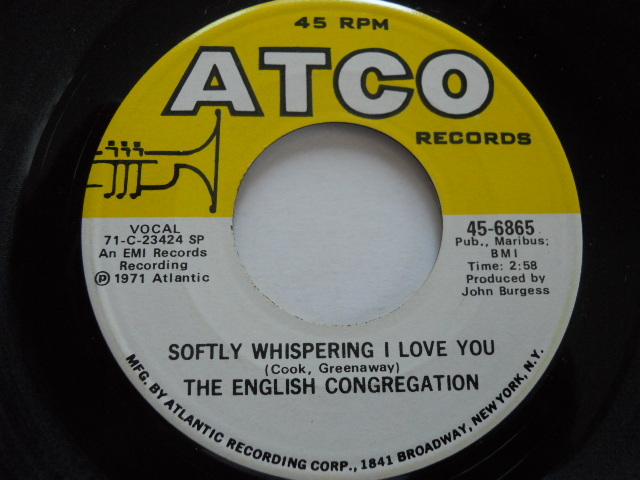 45 RPM
ATCO
RECORDS
VOCAL
71-C-23424 SP
An EMI Records
Recording
Ⓟ 1971 Atlantic
45-6865
Pub., Maribus:
BMI
Time: 2:58
Produced by
John Burgess
SOFTLY WHISPERING I LOVE YOU
(Cook, Greenaway)
THE ENGLISH CONGREGATION
MFG. BY ATLANTIC RECORDING CORP., 1841 BROADWAY, NEW YORK, N.Y.